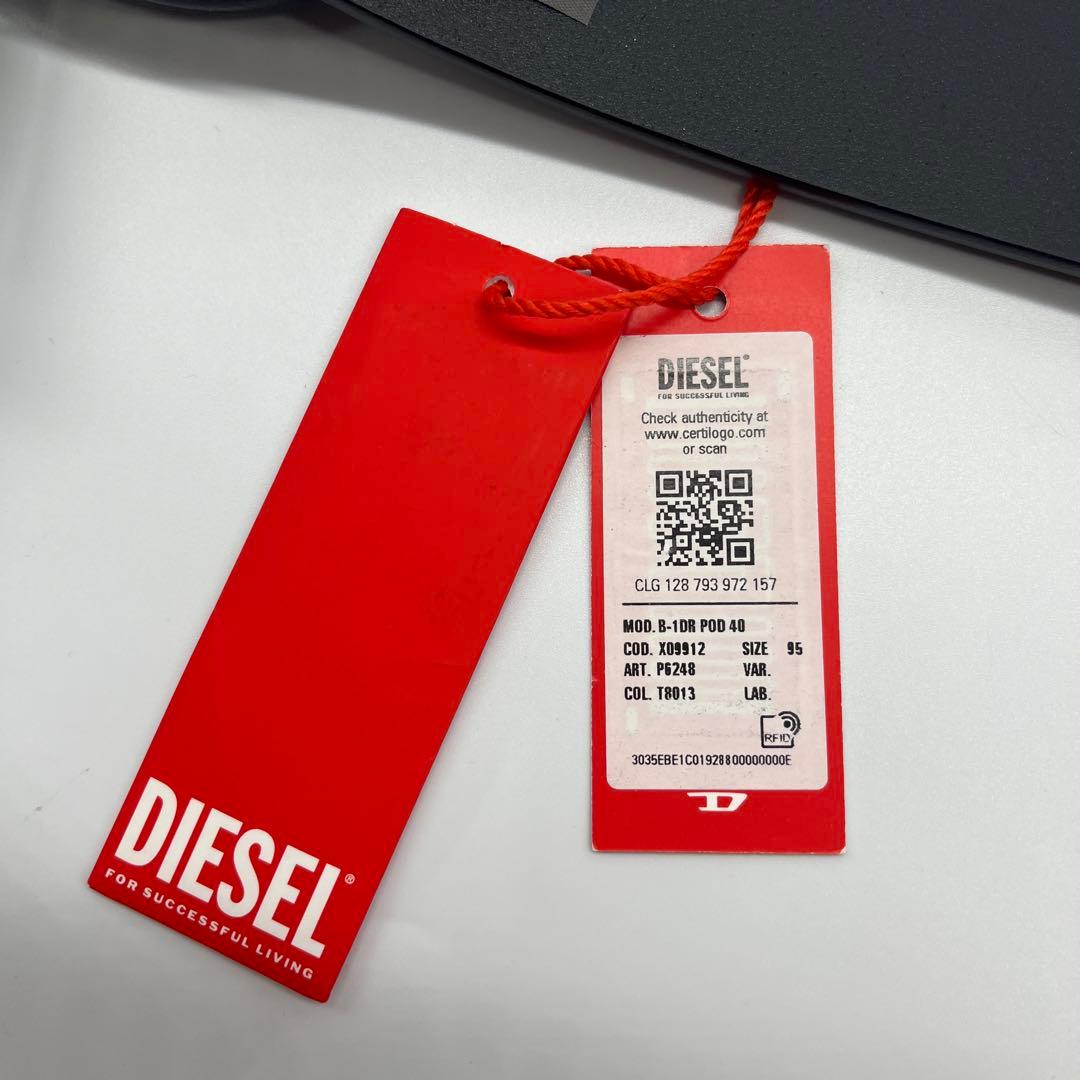 DIESEL®
FOR SUCCESSFUL LIVING
DIESEL®
FOR SUCCESSFUL LIVING
Check authenticity at
www.certilogo.com
or scan
CLG 128 793 972 157
MOD. B-1DR POD 40
COD. X09912 SIZE 95
ART. P6248 VAR.
COL. T8013 LAB.
RFID
3035EBE1C01928800000000E
D